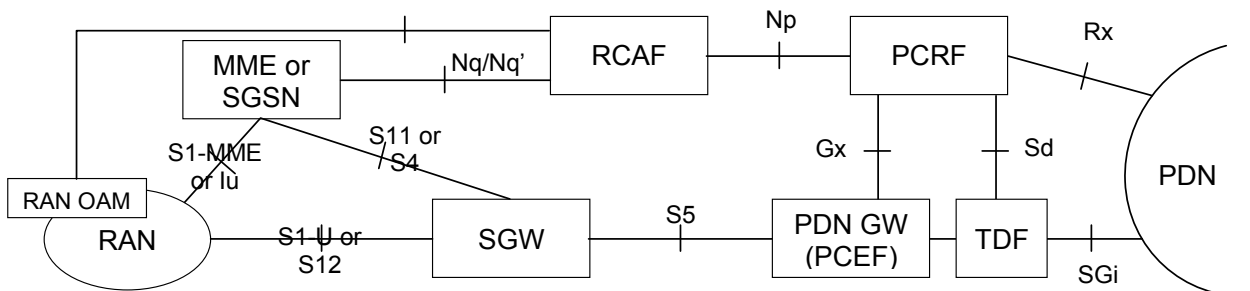 Np
Rx
MME or
SGSN
Nq/Nq’
RCAF
PCRF
S1-MME
or Iu
S11 or
S4
Gx
Sd
PDN
RAN OAM
RAN
S1-U or
S12
SGW
S5
PDN GW
(PCEF)
TDF
SGi